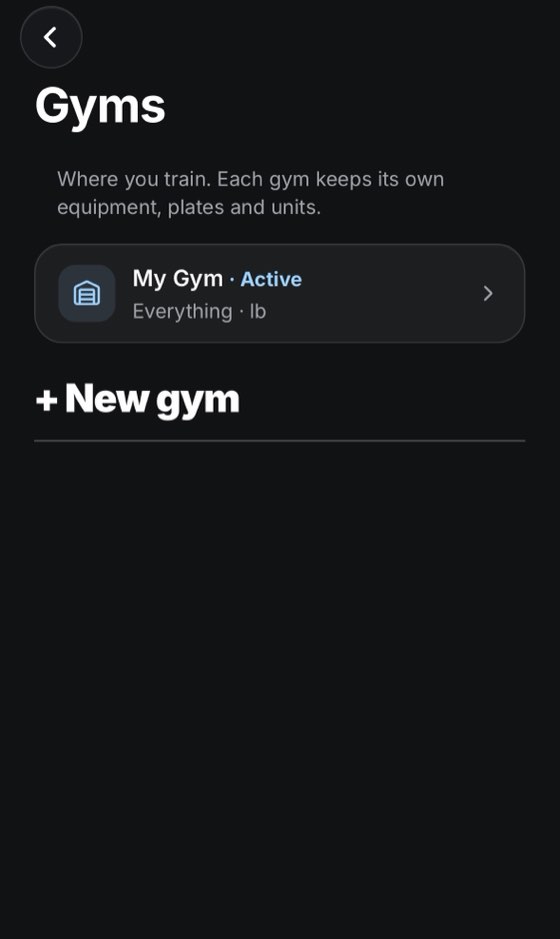 Gyms
Where you train. Each gym keeps its own
equipment, plates and units.
My Gym · Active
Everything · lb
+ New gym